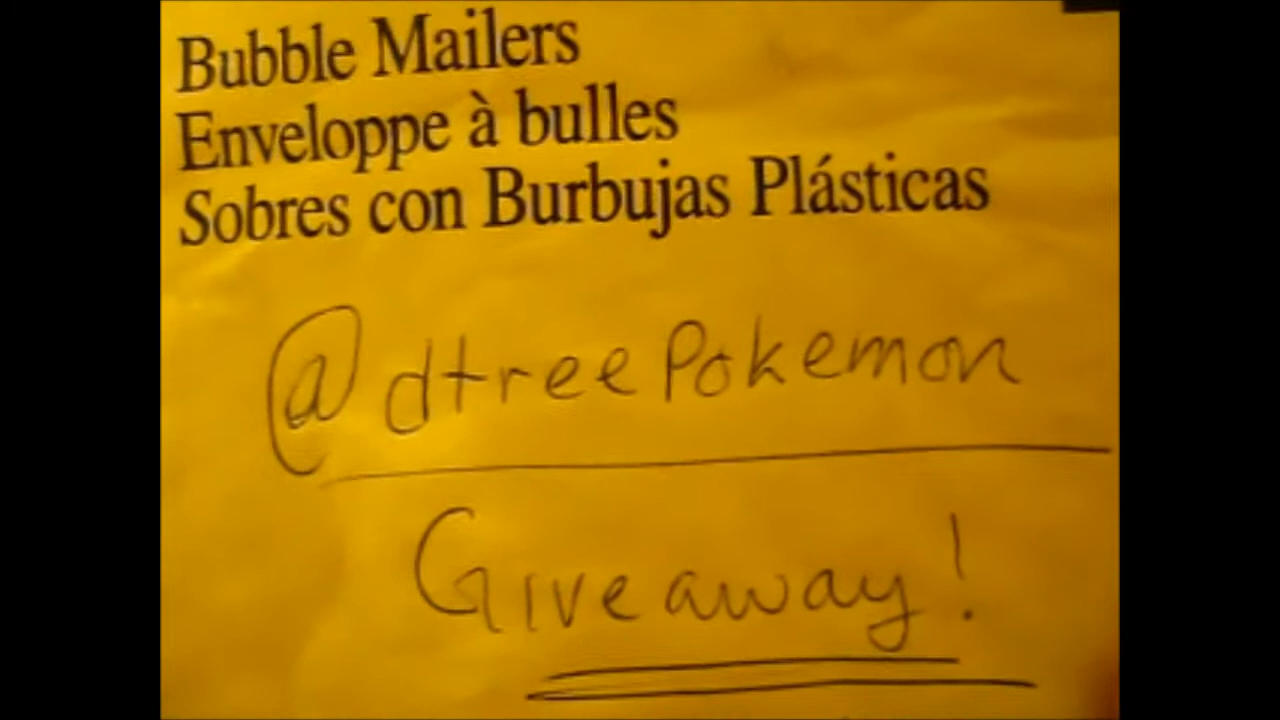 Bubble Mailers
Enveloppe à bulles
Sobres con Burbujas Plásticas
@dtreePokemon
Giveaway!